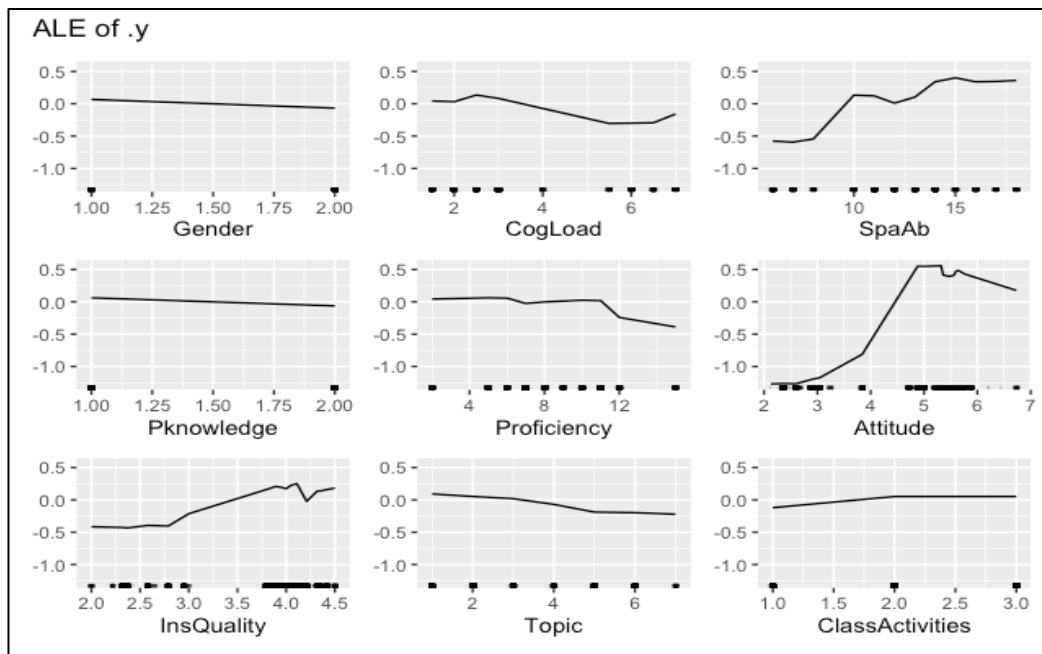 ALE of .y
0.5 0.5 0.5
0.0 0.0 0.0
-0.5 -0.5 -0.5
-1.0 -1.0 -1.0
1.00 1.25 1.50 1.75 2.00 2 4 6 10 15
Gender CogLoad SpaAb
0.5 0.5 0.5
0.0 0.0 0.0
-0.5 -0.5 -0.5
-1.0 -1.0 -1.0
1.00 1.25 1.50 1.75 2.00 4 8 12 2 3 4 5 6 7
Pknowledge Proficiency Attitude
0.5 0.5 0.5
0.0 0.0 0.0
-0.5 -0.5 -0.5
-1.0 -1.0 -1.0
2.0 2.5 3.0 3.5 4.0 4.5 2 4 6 1.0 1.5 2.0 2.5 3.0
InsQuality Topic ClassActivities